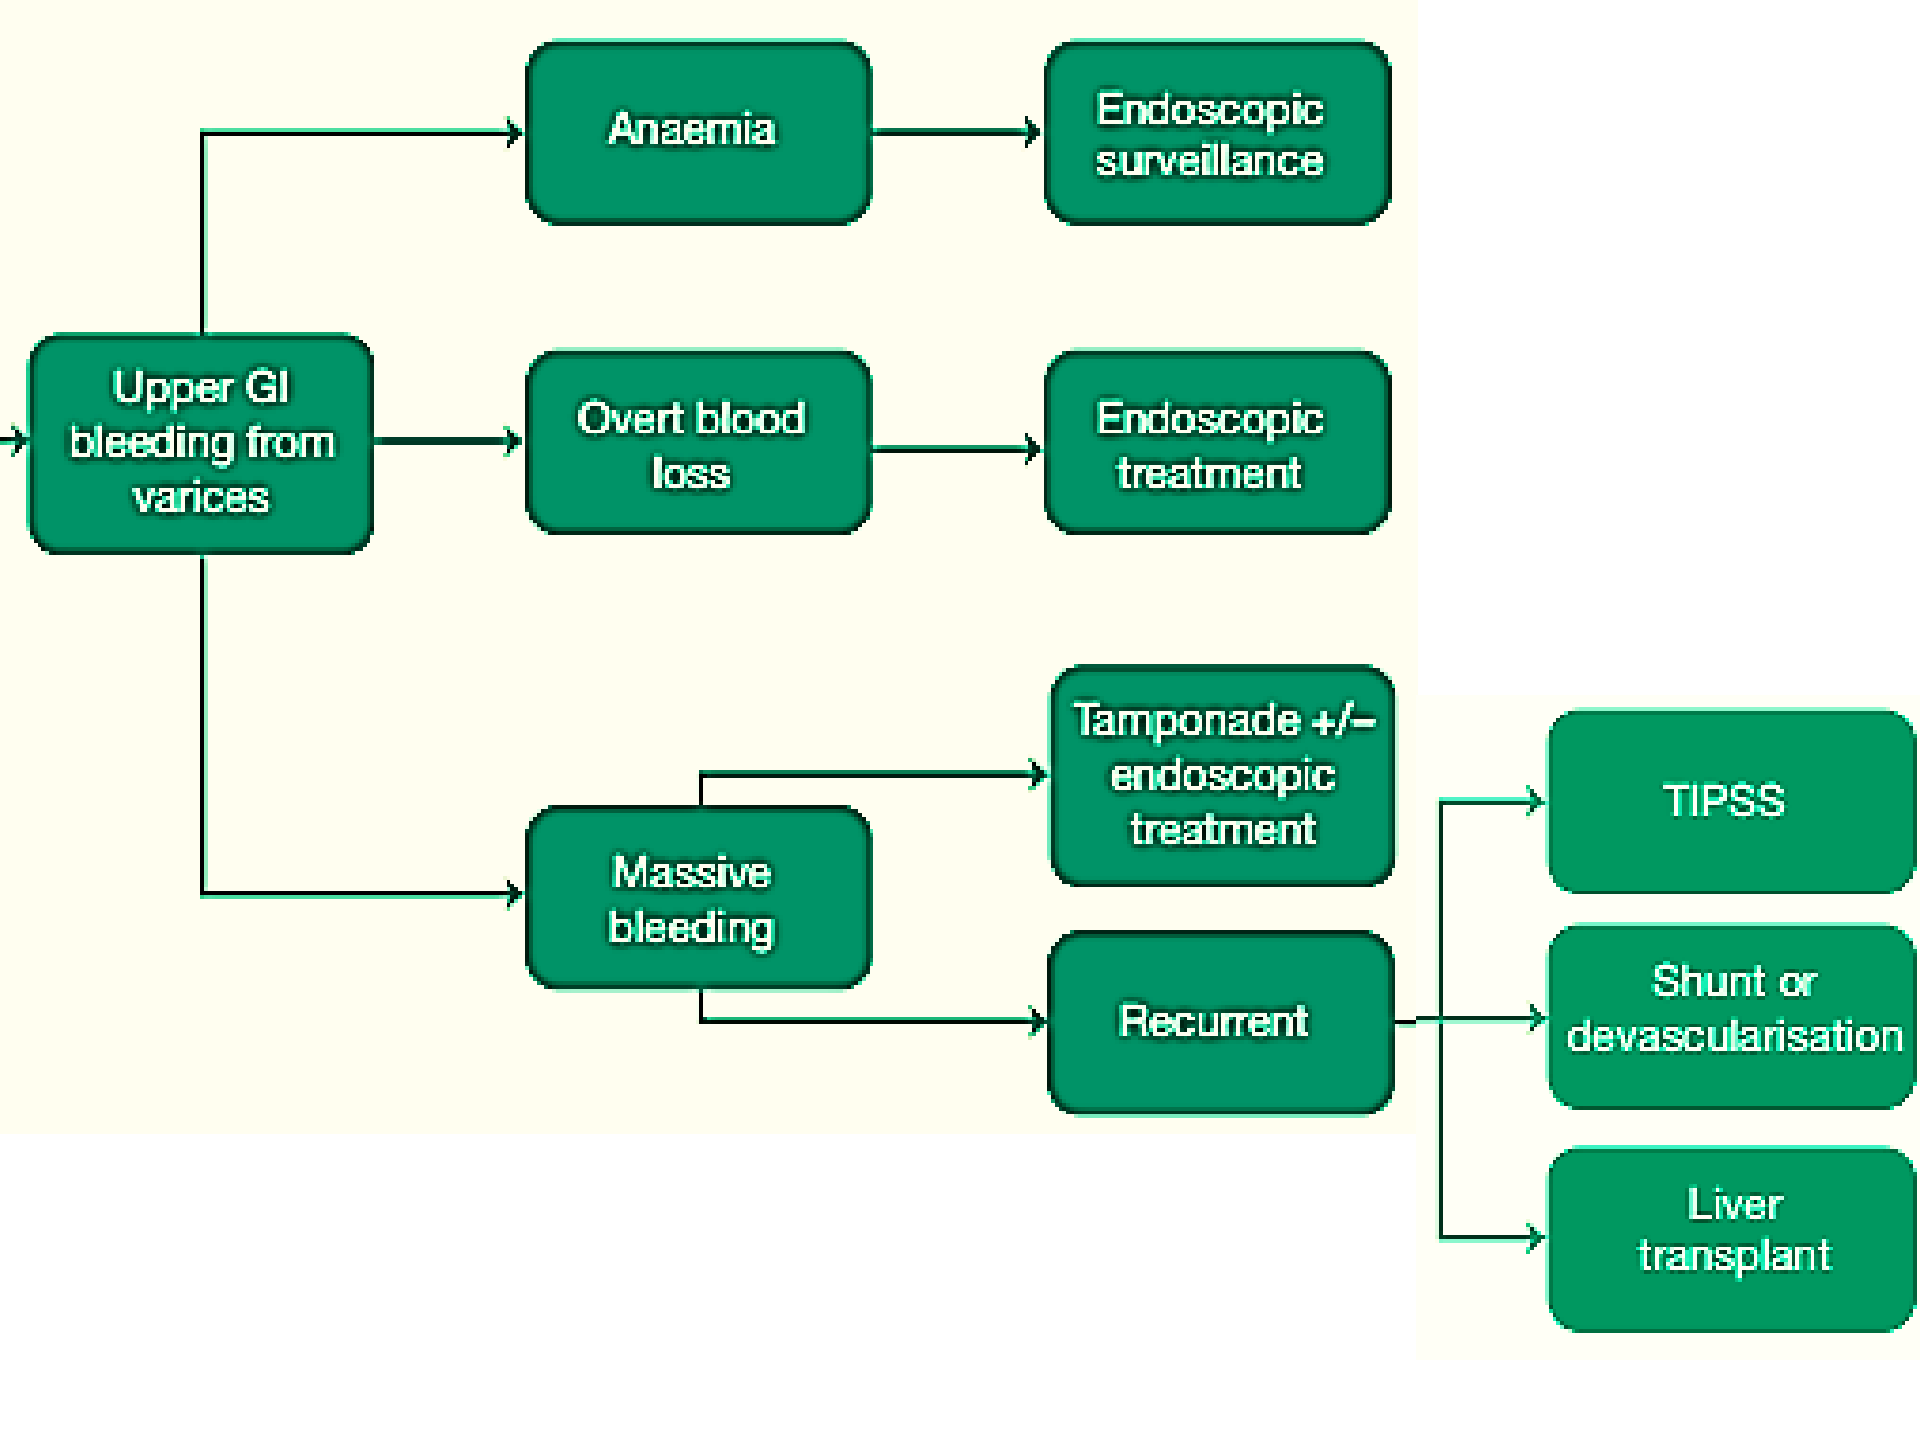 Anaemia
Endoscopic
surveillance
Upper GI
bleeding from
varices
Overt blood
loss
Endoscopic
treatment
Massive
bleeding
Tamponade +/–
endoscopic
treatment
Recurrent
TIPSS
Shunt or
devascularisation
Liver
transplant